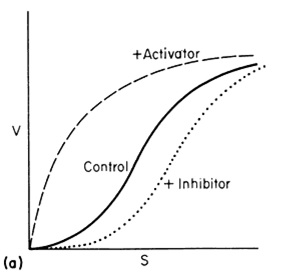 +Activator
V
Control
+ Inhibitor
(a)
S